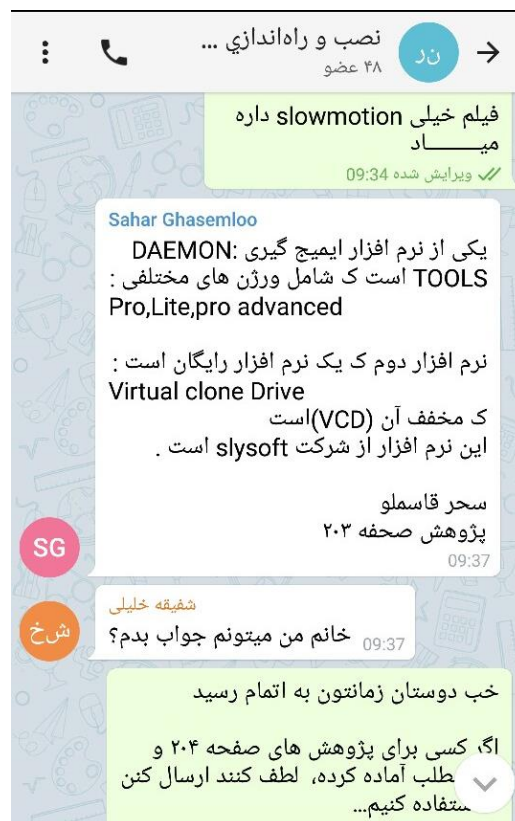 نصب و راه‌اندازي ...
۴۸ عضو
نر
فیلم خیلی slowmotion داره
میـــــاد
ویرایش شده 09:34
Sahar Ghasemloo
یکی از نرم افزار ایمیج گیری :DAEMON
TOOLS است ک شامل ورژن های مختلفی :
Pro,Lite,pro advanced
نرم افزار دوم ک یک نرم افزار رایگان است :
Virtual clone Drive
ک مخفف آن (VCD)است
این نرم افزار از شرکت slysoft است .
سحر قاسملو
پژوهش صحفه ۲۰۳
09:37
SG
شفیقه خلیلی
خانم من میتونم جواب بدم؟
09:37
ش‌خ
خب دوستان زمانتون به اتمام رسید
اگر کسی برای پژوهش های صفحه ۲۰۴ و
مطلب آماده کرده، لطف کنند ارسال کنن
استفاده کنیم...